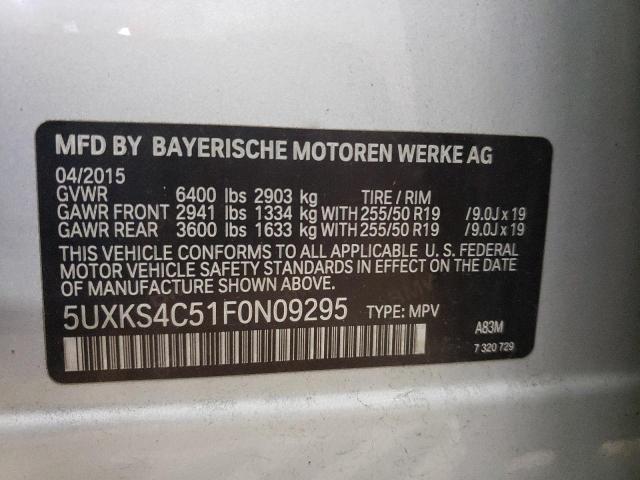 MFD BY BAYERISCHE MOTOREN WERKE AG
04/2015
GVWR 6400 lbs 2903 kg TIRE / RIM
GAWR FRONT 2941 lbs 1334 kg WITH 255/50 R19 /9.0J x 19
GAWR REAR 3600 lbs 1633 kg WITH 255/50 R19 /9.0J x 19
THIS VEHICLE CONFORMS TO ALL APPLICABLE U. S. FEDERAL
MOTOR VEHICLE SAFETY STANDARDS IN EFFECT ON THE DATE
OF MANUFACTURE SHOWN ABOVE.
5UXKS4C51F0N09295 TYPE: MPV
A83M
7 320 729